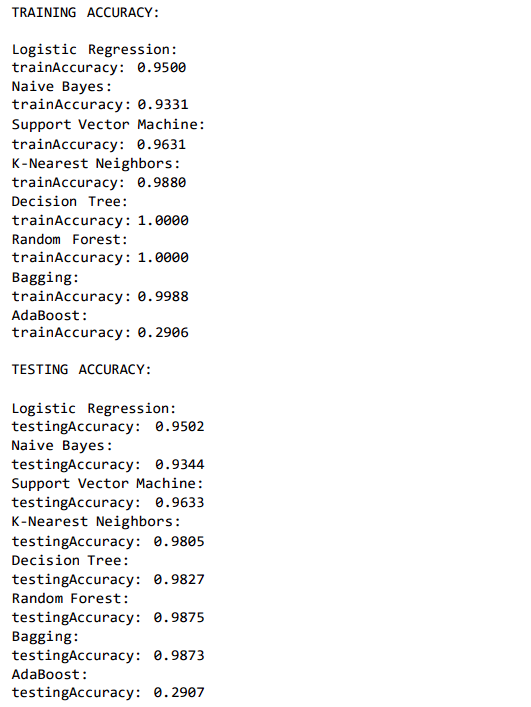 TRAINING ACCURACY:
Logistic Regression:
trainAccuracy: 0.9500
Naive Bayes:
trainAccuracy: 0.9331
Support Vector Machine:
trainAccuracy: 0.9631
K-Nearest Neighbors:
trainAccuracy: 0.9880
Decision Tree:
trainAccuracy: 1.0000
Random Forest:
trainAccuracy: 1.0000
Bagging:
trainAccuracy: 0.9988
AdaBoost:
trainAccuracy: 0.2906
TESTING ACCURACY:
Logistic Regression:
testingAccuracy: 0.9502
Naive Bayes:
testingAccuracy: 0.9344
Support Vector Machine:
testingAccuracy: 0.9633
K-Nearest Neighbors:
testingAccuracy: 0.9805
Decision Tree:
testingAccuracy: 0.9827
Random Forest:
testingAccuracy: 0.9875
Bagging:
testingAccuracy: 0.9873
AdaBoost:
testingAccuracy: 0.2907